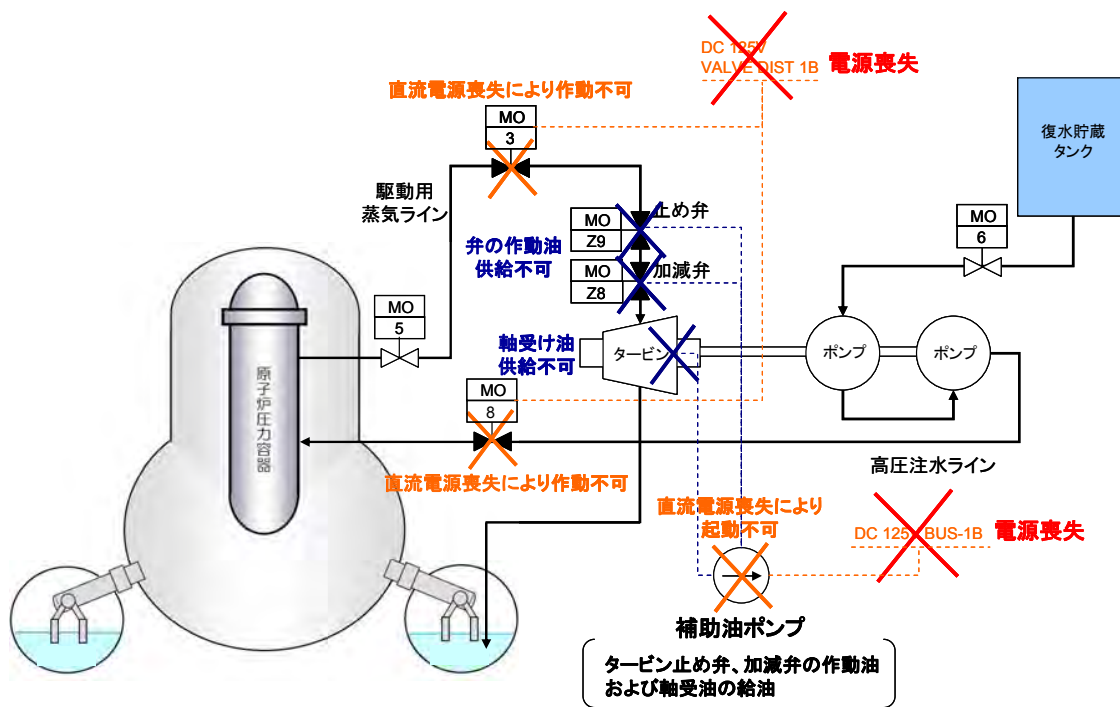 DC 125V
VALVE DIST 1B
電源喪失
直流電源喪失により作動不可
MO
3
復水貯蔵
タンク
駆動用
蒸気ライン
MO
Z9
止め弁
弁の作動油
供給不可
MO
6
MO
Z8
加減弁
MO
5
軸受け油
供給不可
タービン
ポンプ
ポンプ
原子炉圧力容器
MO
8
高圧注水ライン
直流電源喪失により作動不可
直流電源喪失により
起動不可
DC 125 BUS-1B
電源喪失
補助油ポンプ
タービン止め弁、加減弁の作動油
および軸受油の給油